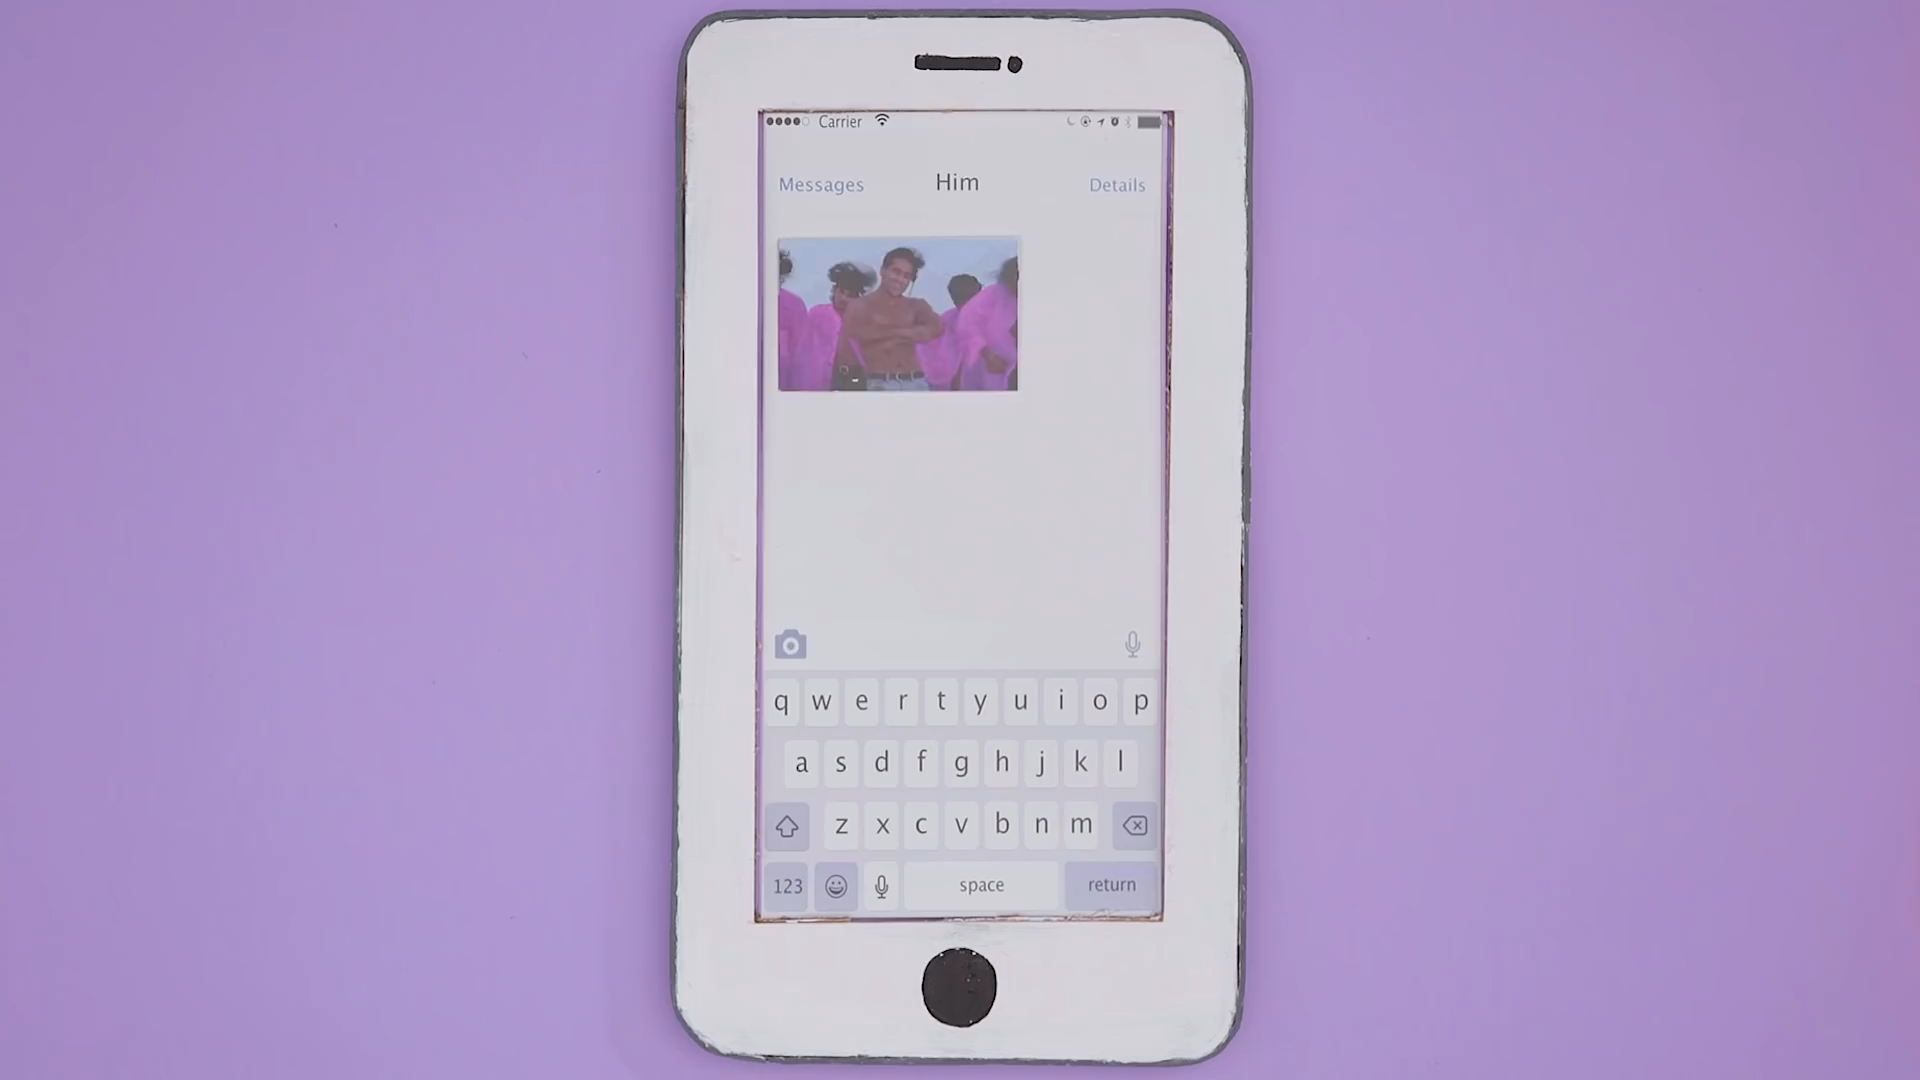 Carrier
Messages Him Details
q w e r t y u i o p
a s d f g h j k l
z x c v b n m
123 space return